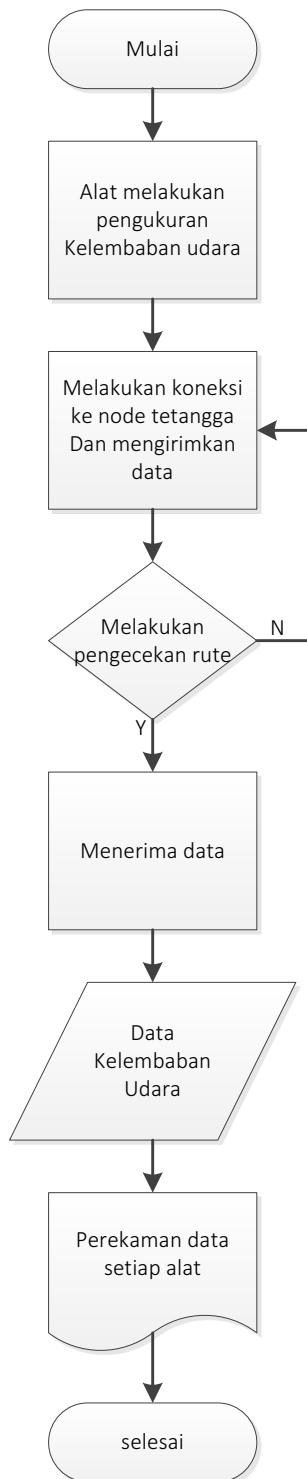 Mulai
Alat melakukan
pengukuran
Kelembaban udara
Melakukan koneksi
ke node tetangga
Dan mengirimkan
data
Melakukan
pengecekan rute
N
Y
Menerima data
Data
Kelembaban
Udara
Perekaman data
setiap alat
selesai